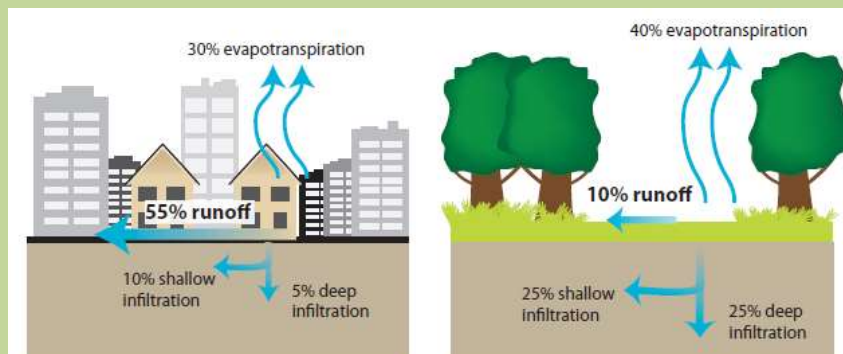 30% evapotranspiration
55% runoff
10% shallow
infiltration
5% deep
infiltration
40% evapotranspiration
10% runoff
25% shallow
infiltration
25% deep
infiltration